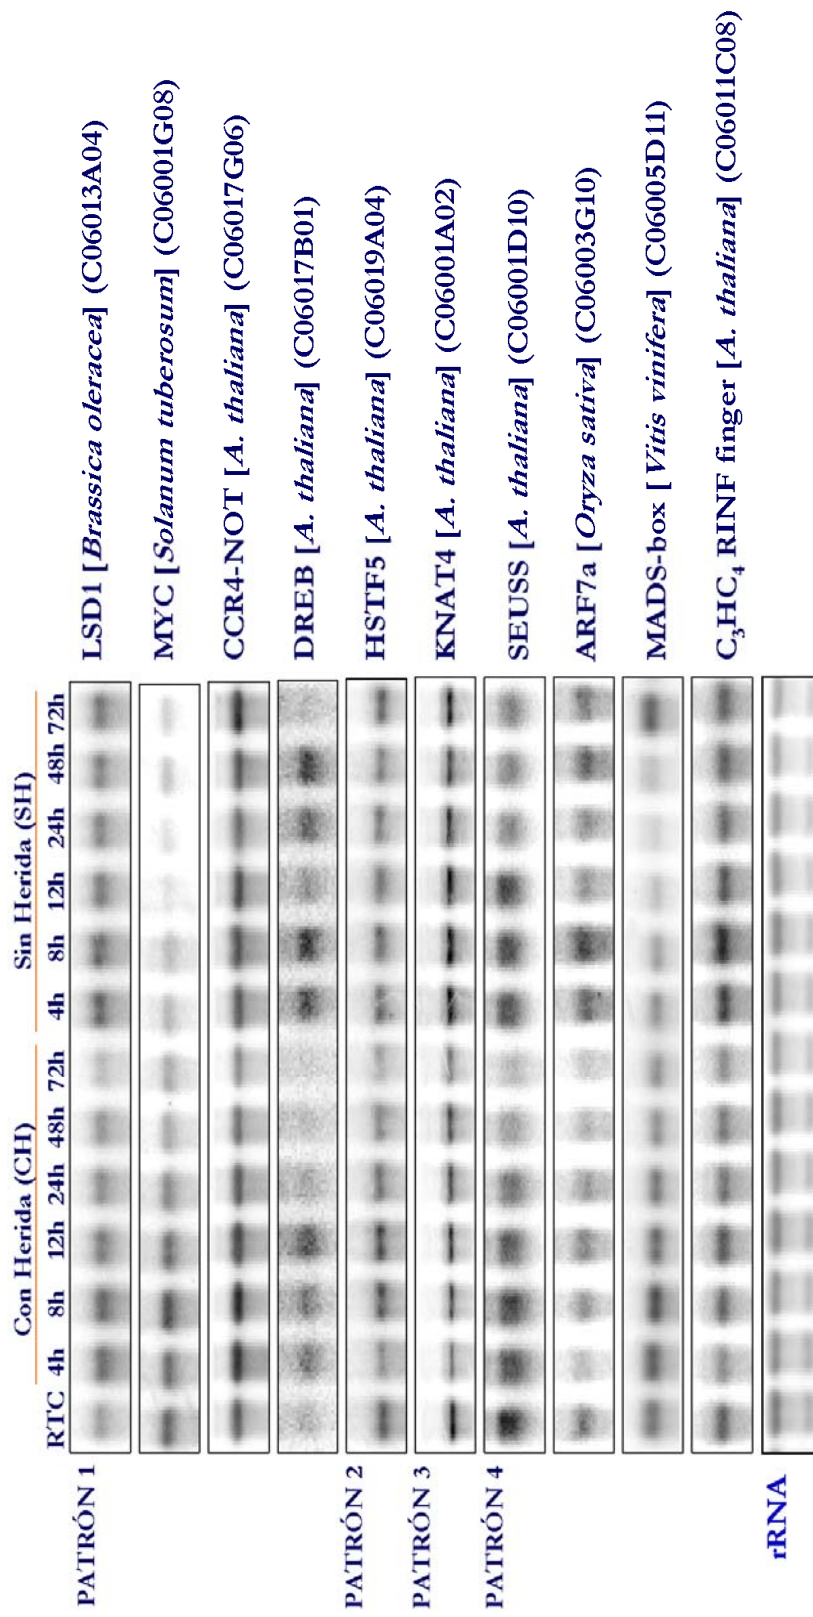 Con Herida (CH) Sin Herida (SH)
RTC 4h 8h 12h 24h 48h 72h 4h 8h 12h 24h 48h 72h
PATRÓN 1 LSD1 [Brassica oleracea] (C06013A04)
MYC [Solanum tuberosum] (C06001G08)
CCR4-NOT [A. thaliana] (C06017G06)
DREB [A. thaliana] (C06017B01)
PATRÓN 2 HSTF5 [A. thaliana] (C06019A04)
PATRÓN 3 KNAT4 [A. thaliana] (C06001A02)
PATRÓN 4 SEUSS [A. thaliana] (C06001D10)
ARF7a [Oryza sativa] (C06003G10)
MADS-box [Vitis vinifera] (C06005D11)
C₃HC₄ RINF finger [A. thaliana] (C06011C08)
rRNA